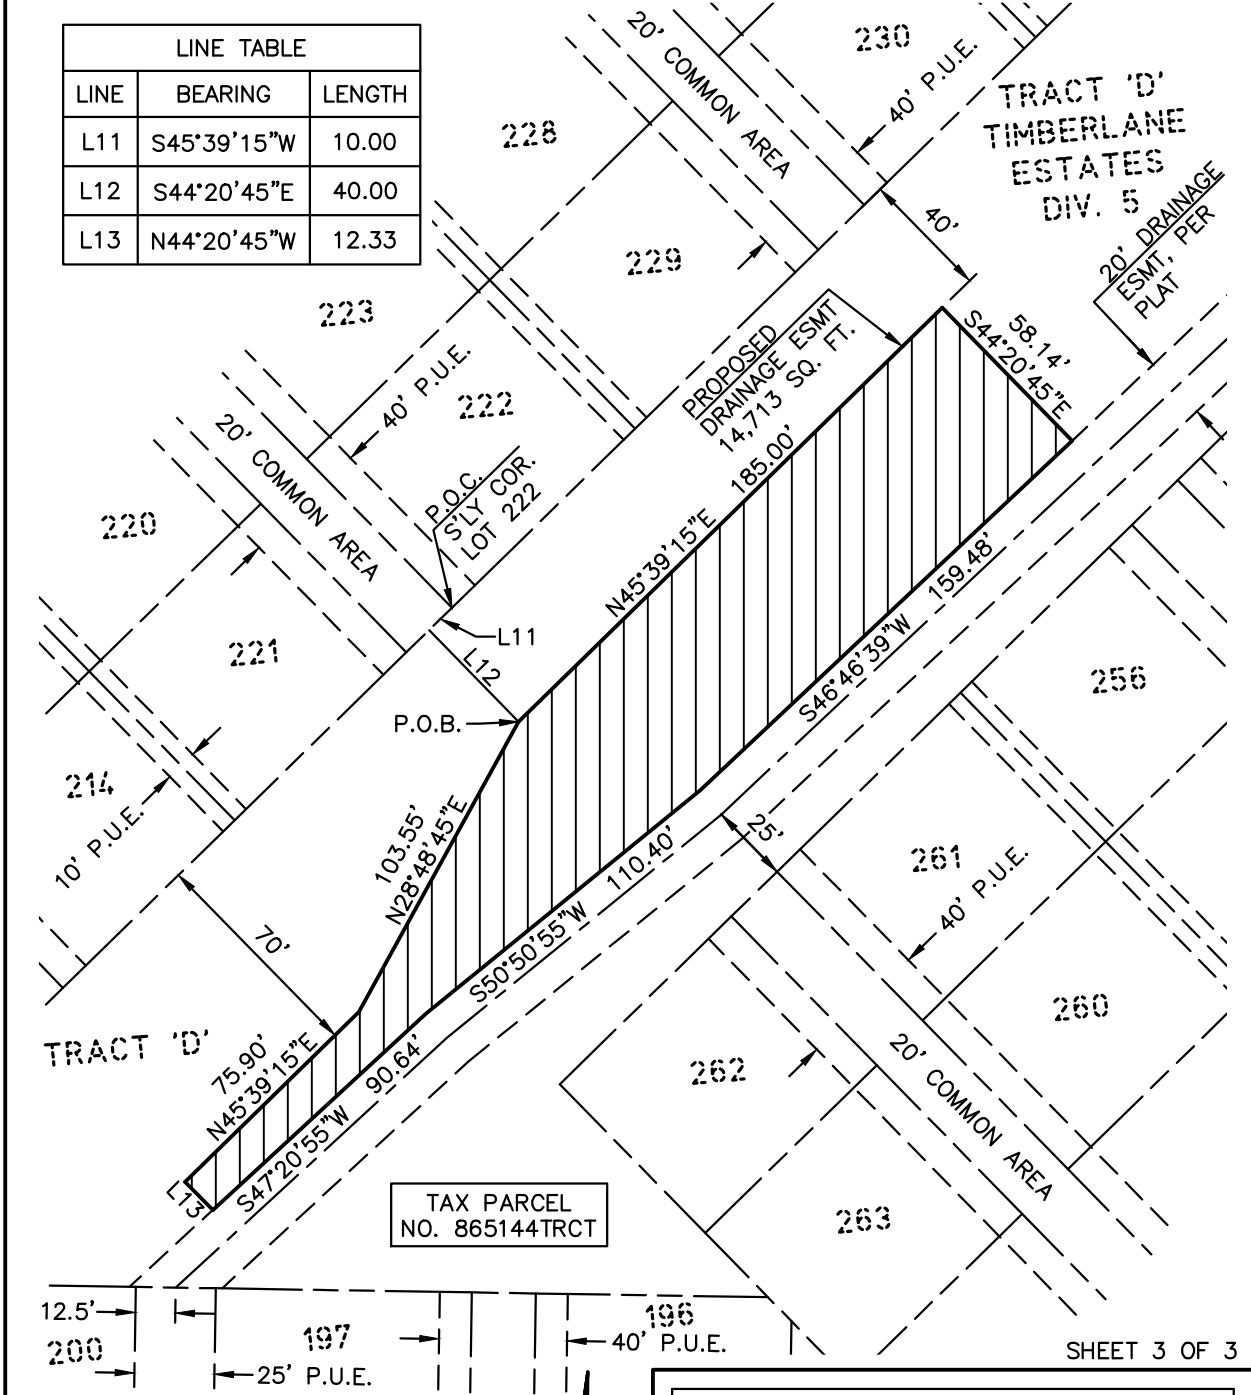 LINE TABLE
LINE BEARING LENGTH
L11 S45°39'15"W 10.00
L12 S44°20'45"E 40.00
L13 N44°20'45"W 12.33
20' COMMON AREA
230
40' P.U.E.
TRACT 'D'
TIMBERLANE
ESTATES
DIV. 5
228
229
40'
20' DRAINAGE
ESMT, PER
PLAT
223
222
40' P.U.E.
PROPOSED
DRAINAGE ESMT
14,713 SQ. FT.
58.14'
S44°20'45"E
185.00'
N45°39'15"E
20' COMMON AREA
P.O.C.
S'LY COR.
LOT 222
220
221
L11
L12
P.O.B.
159.48'
S46°46'39"W
256
214
10' P.U.E.
103.55'
N28°48'45"E
110.40'
S50°50'55"W
25'
261
40' P.U.E.
70'
260
TRACT 'D'
75.90'
N45°39'15"E
90.64'
S47°20'55"W
262
20' COMMON AREA
L13
TAX PARCEL
NO. 865144TRCT
263
12.5'
200
197
25' P.U.E.
196
40' P.U.E.
SHEET 3 OF 3